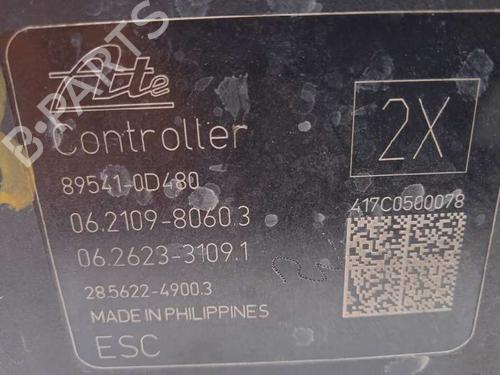 Ate
Controller
2X
89541-0D480
06.2109-8060.3
06.2623-3109.1
28.5622-4900.3
MADE IN PHILIPPINES
ESC
A17C0500078
B-PARTS